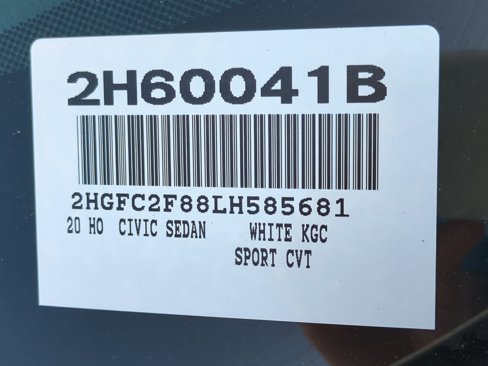 2H60041B
2HGFC2F88LH585681
20 HO CIVIC SEDAN WHITE KGC
SPORT CVT